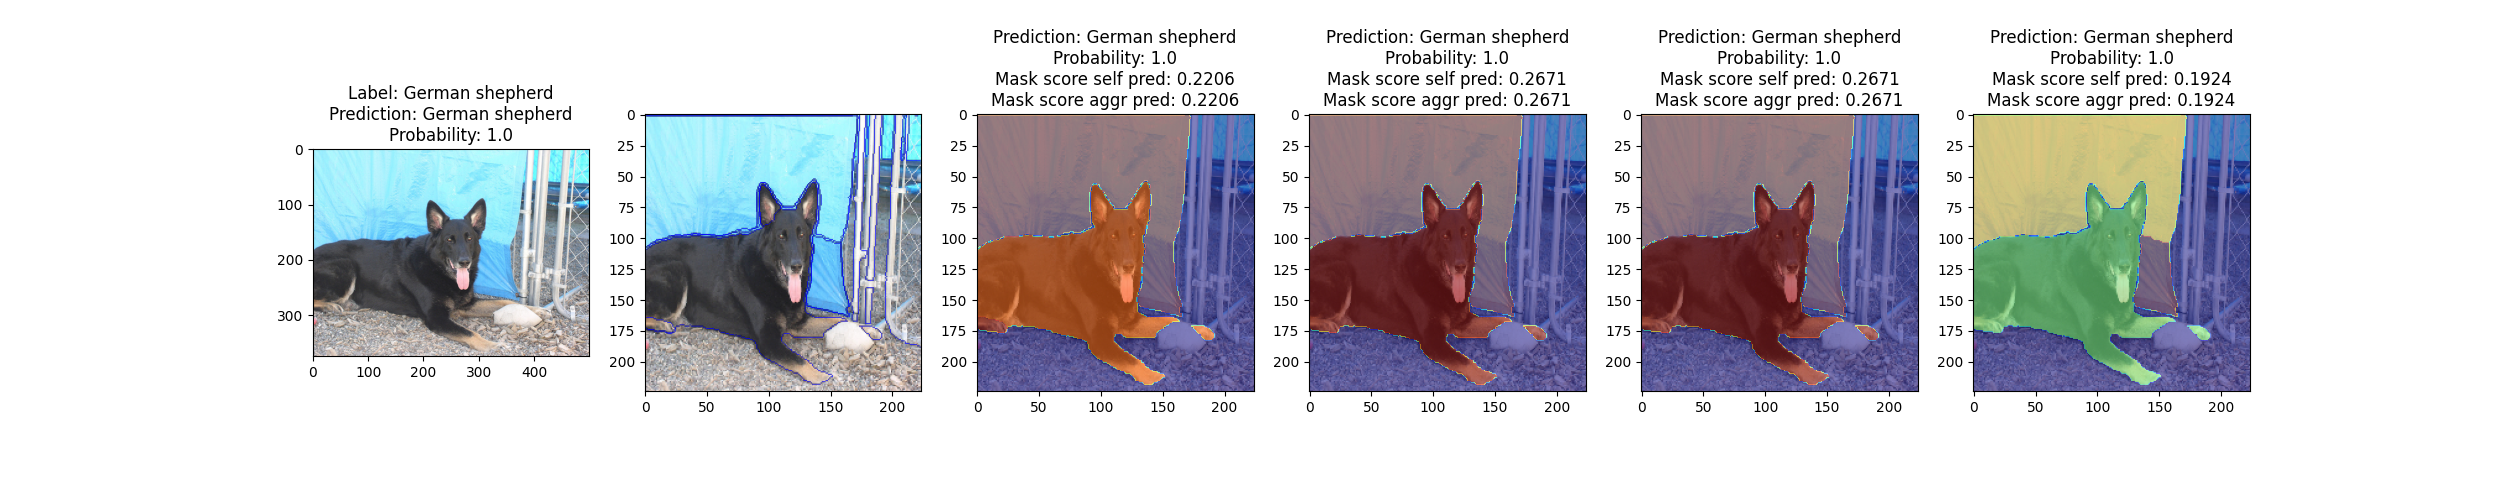 Label: German shepherd
Prediction: German shepherd
Probability: 1.0
0
100
200
300
0 100 200 300 400
0
25
50
75
100
125
150
175
200
0 50 100 150 200
Prediction: German shepherd
Probability: 1.0
Mask score self pred: 0.2206
Mask score aggr pred: 0.2206
0
25
50
75
100
125
150
175
200
0 50 100 150 200
Prediction: German shepherd
Probability: 1.0
Mask score self pred: 0.2671
Mask score aggr pred: 0.2671
0
25
50
75
100
125
150
175
200
0 50 100 150 200
Prediction: German shepherd
Probability: 1.0
Mask score self pred: 0.2671
Mask score aggr pred: 0.2671
0
25
50
75
100
125
150
175
200
0 50 100 150 200
Prediction: German shepherd
Probability: 1.0
Mask score self pred: 0.1924
Mask score aggr pred: 0.1924
0
25
50
75
100
125
150
175
200
0 50 100 150 200